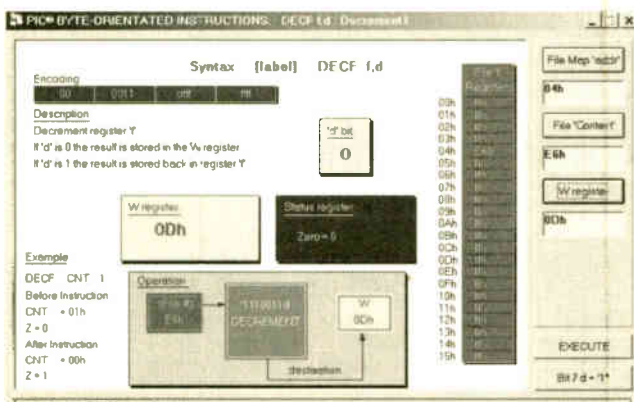 PIC® BYTE-ORIENTATED INSTRUCTIONS. DECF f,d Decrement f
Syntax [label] DECF f,d
Encoding
00 0011 dfff ffff
Description
Decrement register 'f'
If 'd' is 0 the result is stored in the W register
If 'd' is 1 the result is stored back in register 'f'
'd' bit
0
W register
0Dh
Status register
Zero = 0
Example
DECF CNT 1
Before Instruction
CNT = 01h
Z = 0
After Instruction
CNT = 00h
Z = 1
Operation
E6h
DECREMENT
W
0Dh
destination
Register
00h
01h
02h
03h
04h
05h
06h
07h
08h
09h
0Ah
0Bh
0Ch
0Dh
0Eh
0Fh
10h
11h
12h
13h
14h
15h
File Map 'addr'
04h
File 'Content'
E6h
W register
0Dh
EXECUTE
Bit 7 d = '1'